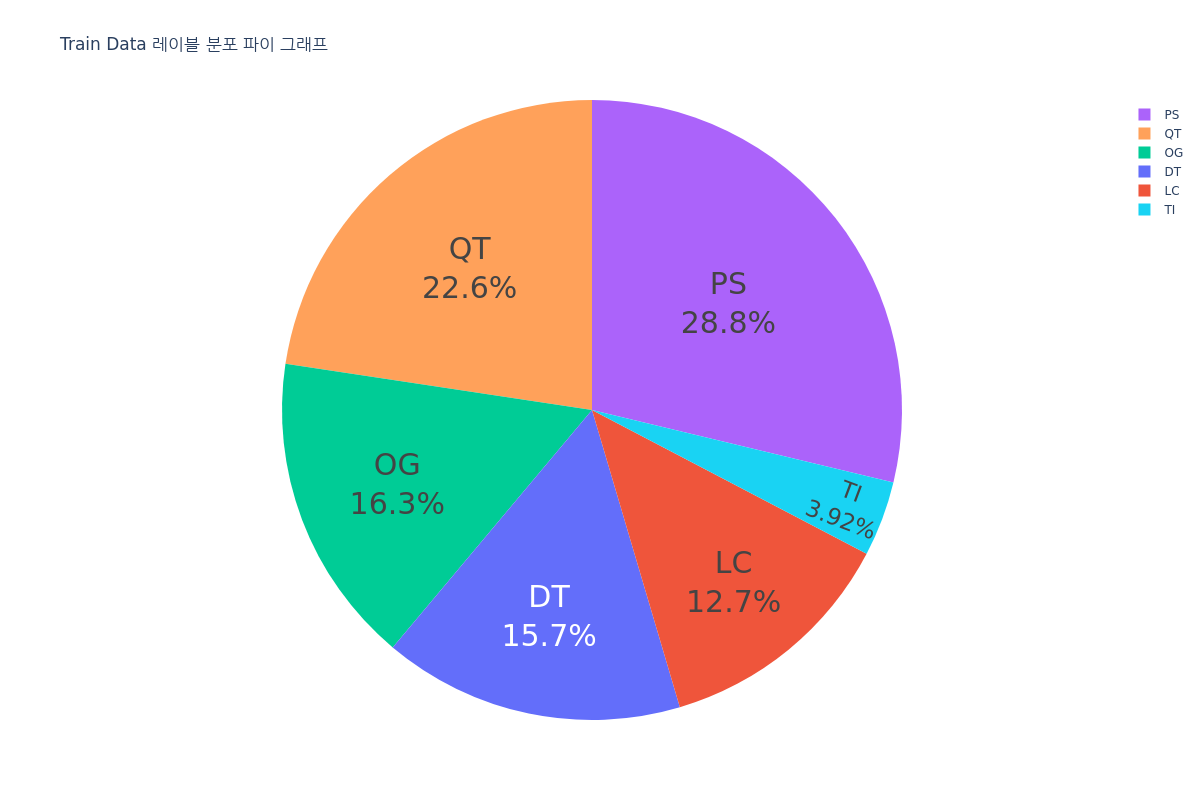 Train Data 레이블 분포 파이 그래프
PS
QT
OG
DT
LC
TI
QT
22.6%
PS
28.8%
OG
16.3%
TI
3.92%
LC
12.7%
DT
15.7%